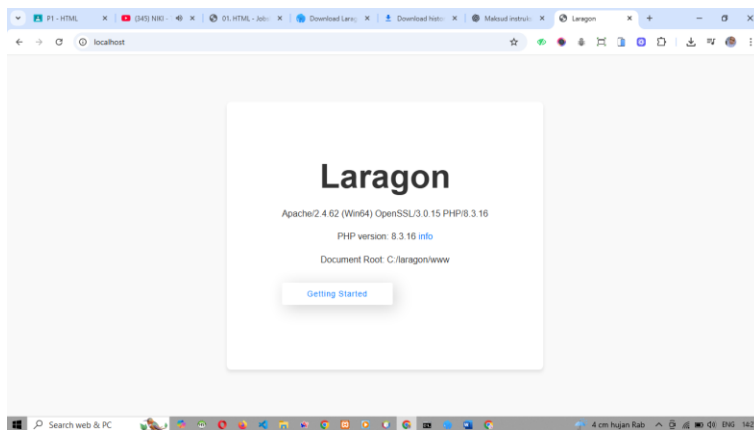 P1 - HTML
(345) NIKI -
01. HTML - Joto
Download Larag
Download histor
Maksud instruk
Laragon
localhost
Laragon
Apache/2.4.62 (Win64) OpenSSL/3.0.15 PHP/8.3.16
PHP version: 8.3.16 info
Document Root: C:/laragon/www
Getting Started
Search web & PC
4 cm hujan Rab
ENG